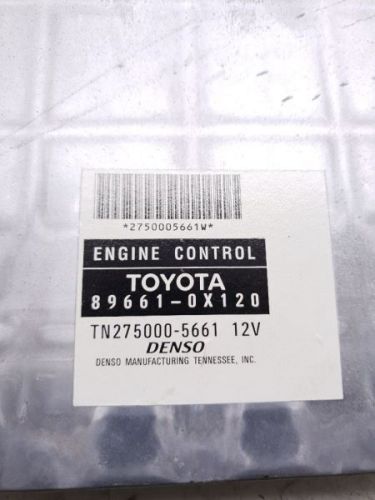 *2750005661W*
ENGINE CONTROL
TOYOTA
89661-0X120
TN275000-5661 12V
DENSO
DENSO MANUFACTURING TENNESSEE, INC.